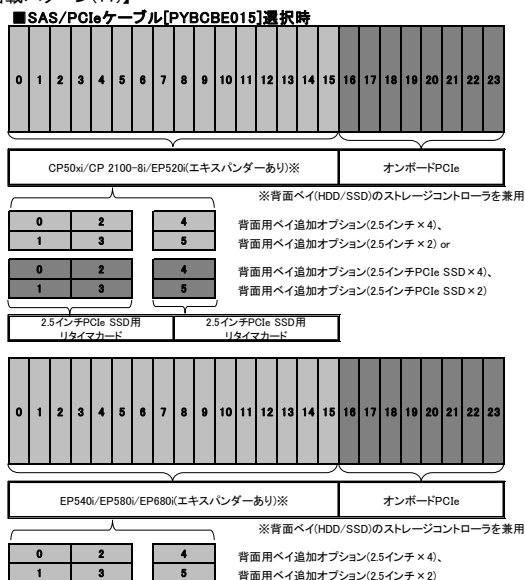 ■SAS/PCIeケーブル[PYBCBE015]選択時
0 1 2 3 4 5 6 7 8 9 10 11 12 13 14 15 16 17 18 19 20 21 22 23
CP50xi/CP 2100-8i/EP520i(エキスパンダーあり)※ オンボードPCIe
※背面ベイ(HDD/SSD)のストレージコントローラを兼用
0 2 4 背面用ベイ追加オプション(2.5インチ×4)、
1 3 5 背面用ベイ追加オプション(2.5インチ×2) or
0 2 4 背面用ベイ追加オプション(2.5インチPCIe SSD×4)、
1 3 5 背面用ベイ追加オプション(2.5インチPCIe SSD×2)
2.5インチPCIe SSD用 2.5インチPCIe SSD用
リタイマカード リタイマカード
0 1 2 3 4 5 6 7 8 9 10 11 12 13 14 15 16 17 18 19 20 21 22 23
EP540i/EP580i/EP680i(エキスパンダーあり)※ オンボードPCIe
※背面ベイ(HDD/SSD)のストレージコントローラを兼用
0 2 4 背面用ベイ追加オプション(2.5インチ×4)、
1 3 5 背面用ベイ追加オプション(2.5インチ×2)